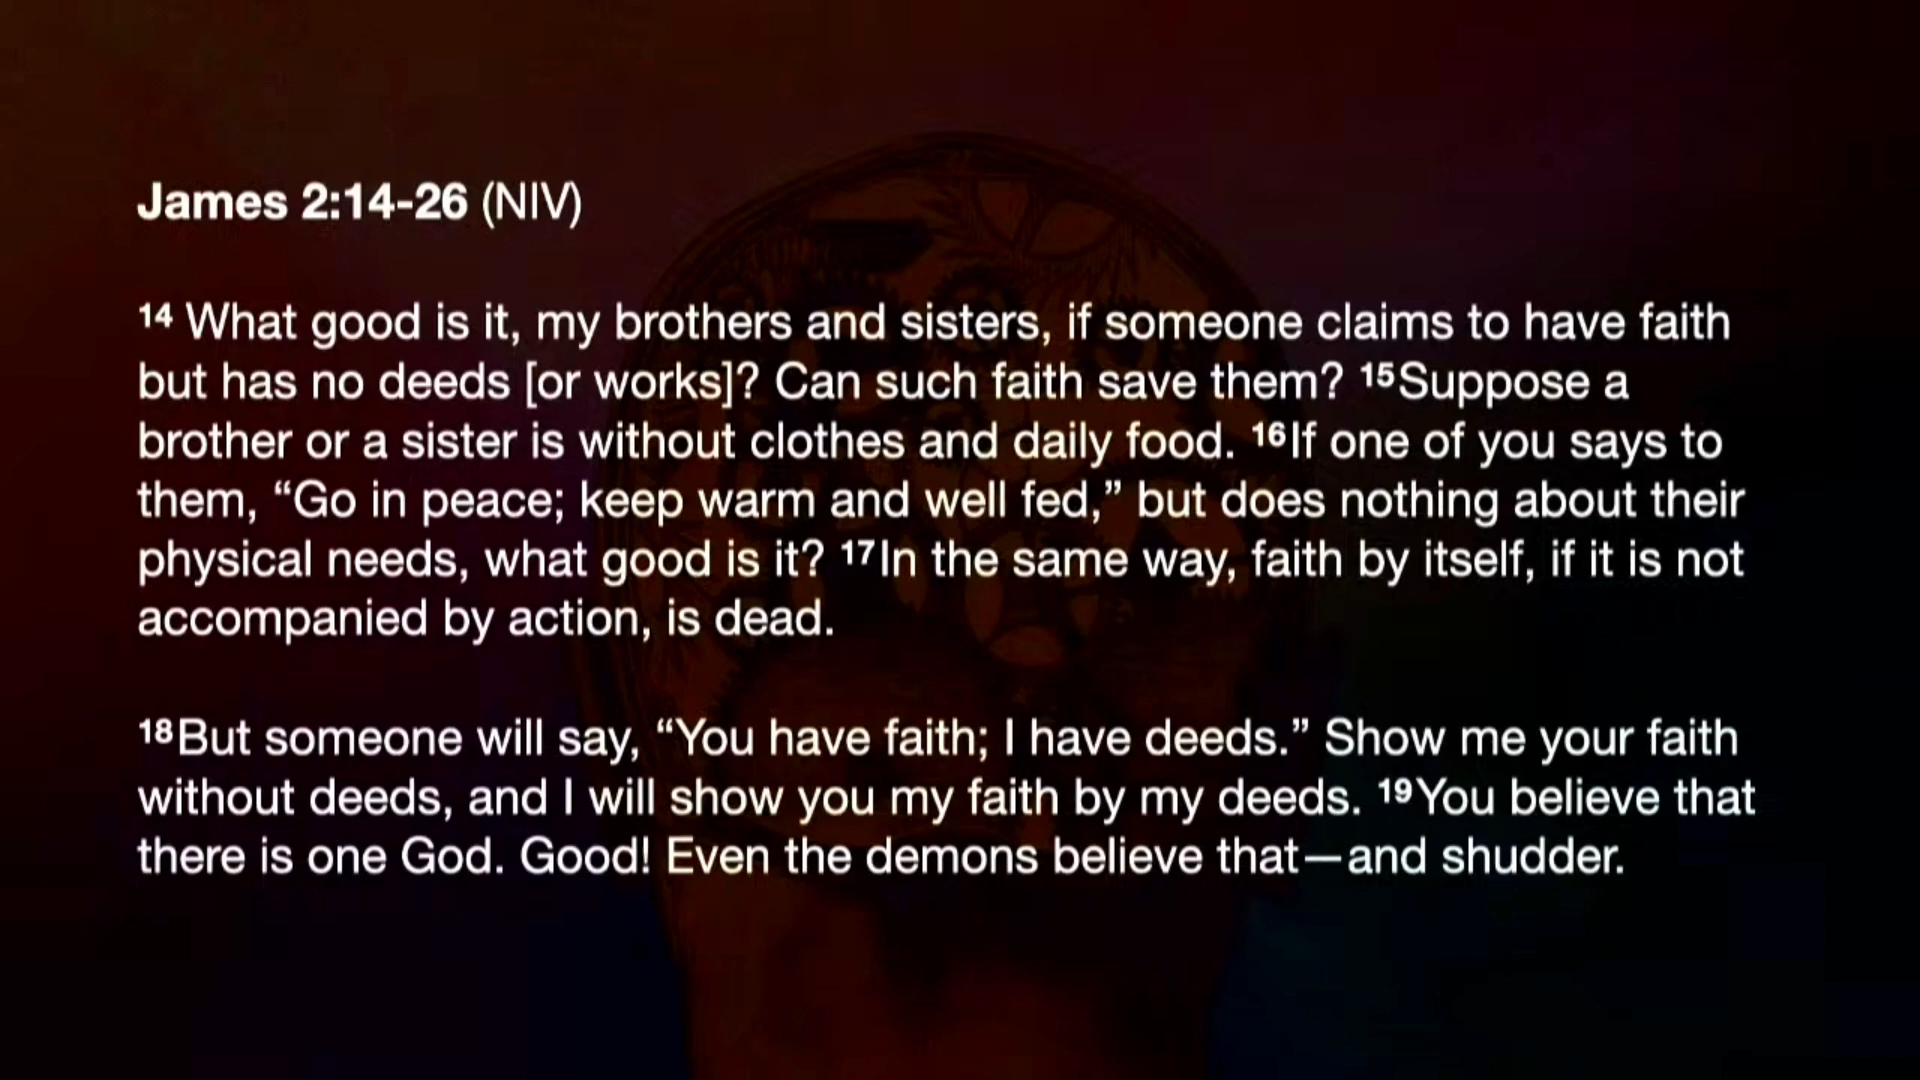 James 2:14-26 (NIV)
14 What good is it, my brothers and sisters, if someone claims to have faith
but has no deeds [or works]? Can such faith save them? 15Suppose a
brother or a sister is without clothes and daily food. 16If one of you says to
them, “Go in peace; keep warm and well fed,” but does nothing about their
physical needs, what good is it? 17In the same way, faith by itself, if it is not
accompanied by action, is dead.
18But someone will say, “You have faith; I have deeds.” Show me your faith
without deeds, and I will show you my faith by my deeds. 19You believe that
there is one God. Good! Even the demons believe that—and shudder.